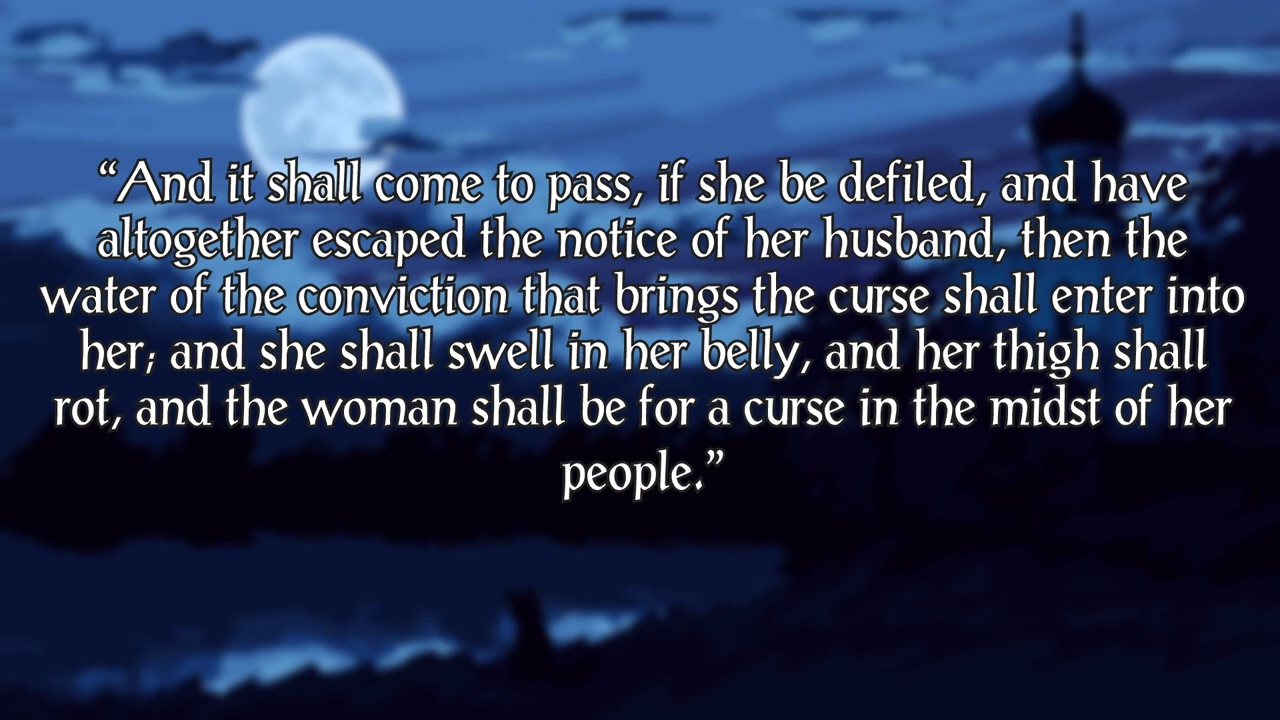 “And it shall come to pass, if she be defiled, and have
altogether escaped the notice of her husband, then the
water of the conviction that brings the curse shall enter into
her; and she shall swell in her belly, and her thigh shall
rot, and the woman shall be for a curse in the midst of her
people.”